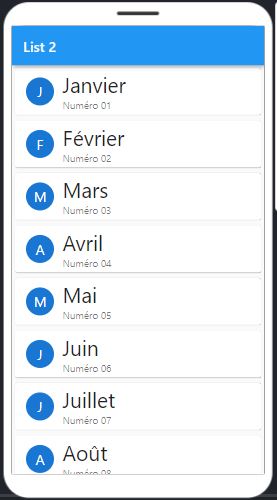 List 2
J
Janvier
Numéro 01
F
Février
Numéro 02
M
Mars
Numéro 03
A
Avril
Numéro 04
M
Mai
Numéro 05
J
Juin
Numéro 06
J
Juillet
Numéro 07
A
Août
Numéro 08